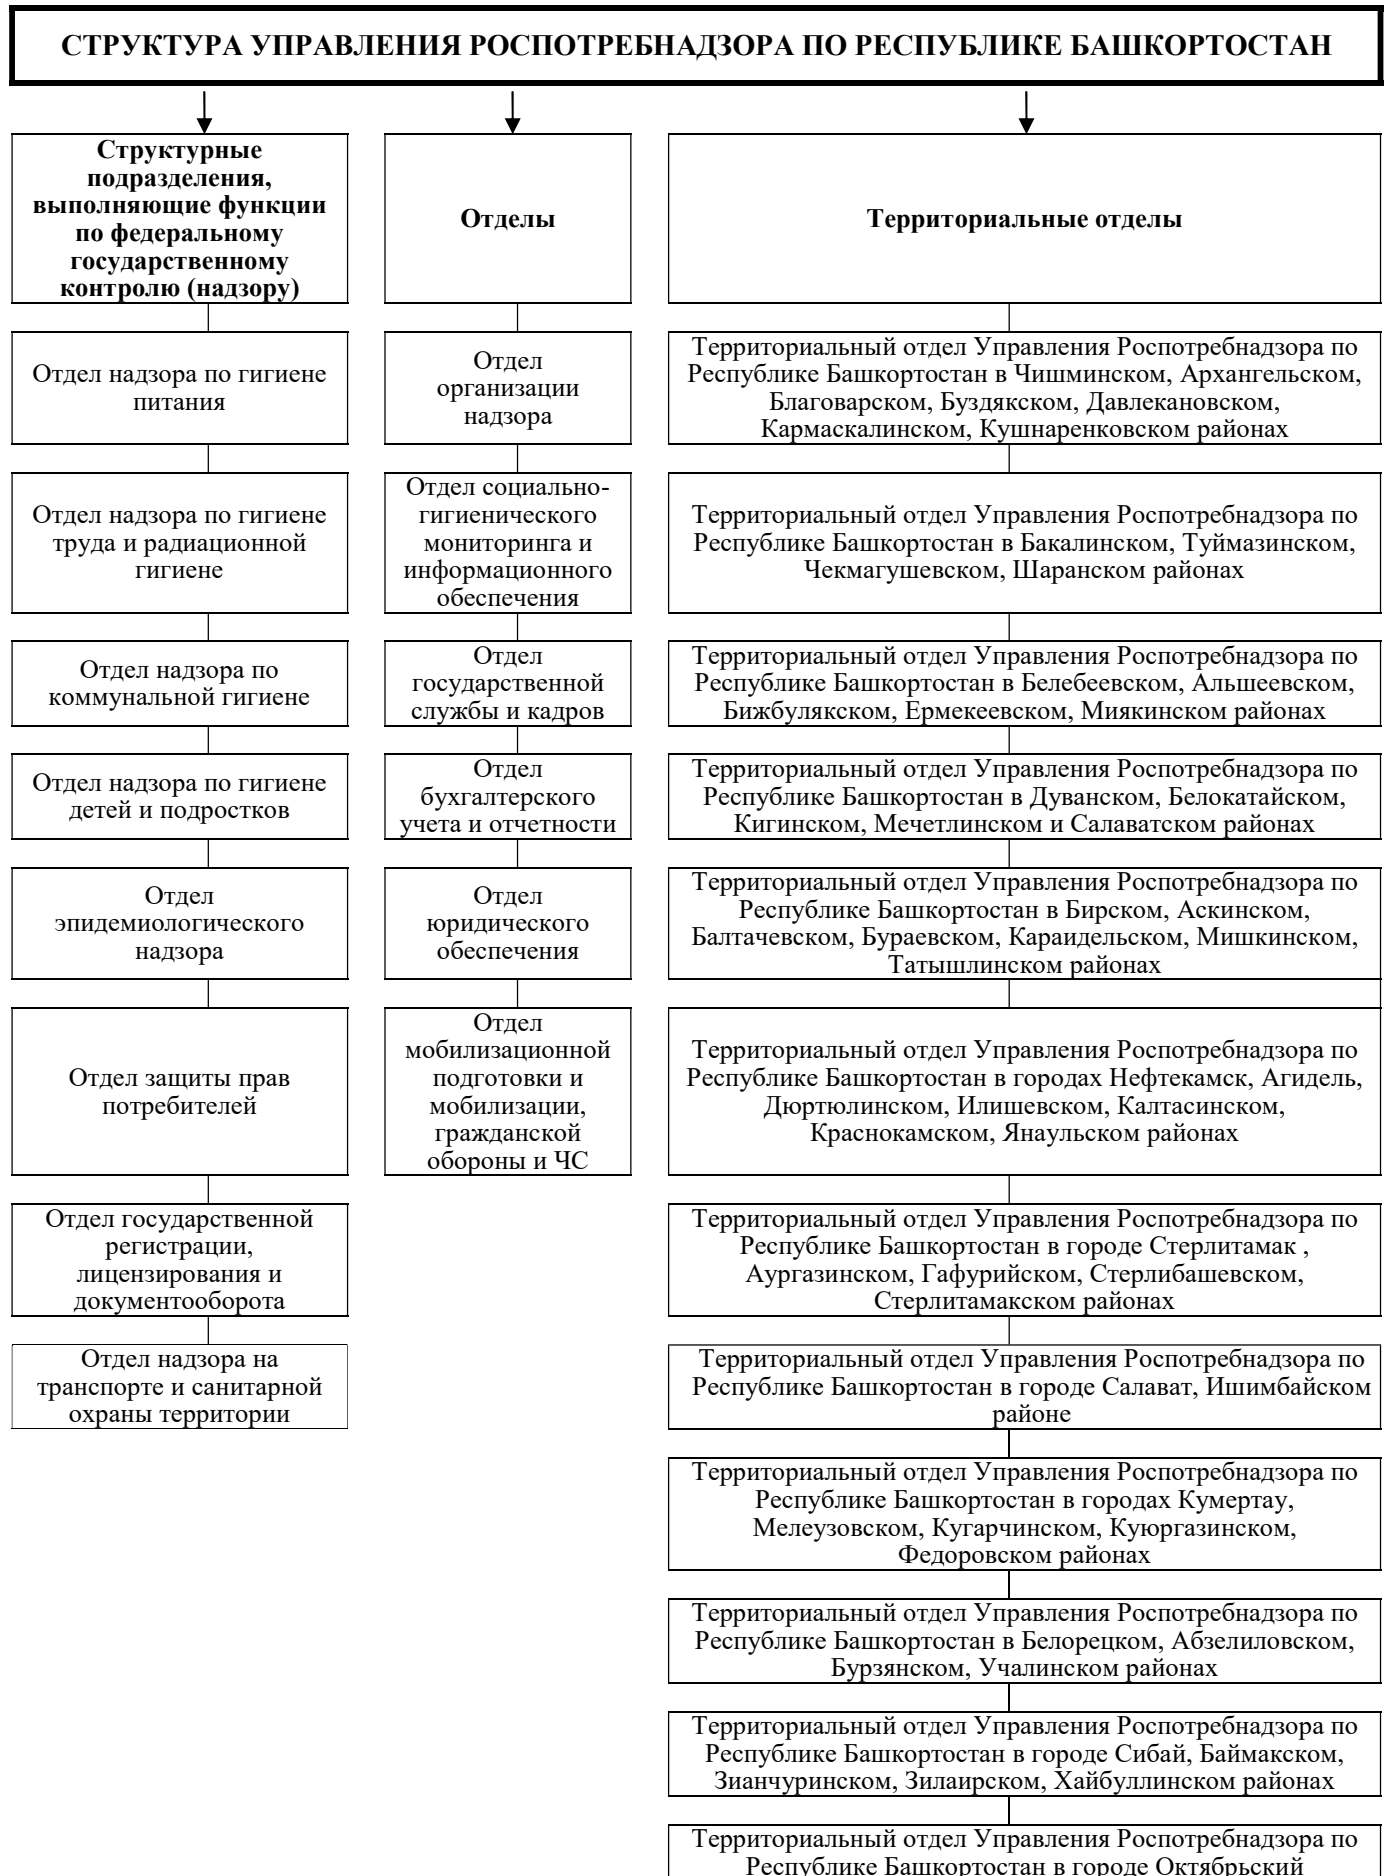 СТРУКТУРА УПРАВЛЕНИЯ РОСПОТРЕБНАДЗОРА ПО РЕСПУБЛИКЕ БАШКОРТОСТАН
Структурные
подразделения,
выполняющие функции
по федеральному
государственному
контролю (надзору)
Отдел надзора по гигиене
питания
Отдел надзора по гигиене
труда и радиационной
гигиене
Отдел надзора по
коммунальной гигиене
Отдел надзора по гигиене
детей и подростков
Отдел
эпидемиологического
надзора
Отдел защиты прав
потребителей
Отдел государственной
регистрации,
лицензирования и
документооборота
Отдел надзора на
транспорте и санитарной
охраны территории
Отделы
Отдел
организации
надзора
Отдел социально-
гигиенического
мониторинга и
информационного
обеспечения
Отдел
государственной
службы и кадров
Отдел
бухгалтерского
учета и отчетности
Отдел
юридического
обеспечения
Отдел
мобилизационной
подготовки и
мобилизации,
гражданской
обороны и ЧС
Территориальные отделы
Территориальный отдел Управления Роспотребнадзора по
Республике Башкортостан в Чишминском, Архангельском,
Благоварском, Буздякском, Давлекановском,
Кармаскалинском, Кушнаренковском районах
Территориальный отдел Управления Роспотребнадзора по
Республике Башкортостан в Бакалинском, Туймазинском,
Чекмагушевском, Шаранском районах
Территориальный отдел Управления Роспотребнадзора по
Республике Башкортостан в Белебеевском, Альшеевском,
Бижбулякском, Ермекеевском, Миякинском районах
Территориальный отдел Управления Роспотребнадзора по
Республике Башкортостан в Дуванском, Белокатайском,
Кигинском, Мечетлинском и Салаватском районах
Территориальный отдел Управления Роспотребнадзора по
Республике Башкортостан в Бирском, Аскинском,
Балтачевском, Бураевском, Караидельском, Мишкинском,
Татышлинском районах
Территориальный отдел Управления Роспотребнадзора по
Республике Башкортостан в городах Нефтекамск, Агидель,
Дюртюлинском, Илишевском, Калтасинском,
Краснокамском, Янаульском районах
Территориальный отдел Управления Роспотребнадзора по
Республике Башкортостан в городе Стерлитамак ,
Аургазинском, Гафурийском, Стерлибашевском,
Стерлитамакском районах
Территориальный отдел Управления Роспотребнадзора по
Республике Башкортостан в городе Салават, Ишимбайском
районе
Территориальный отдел Управления Роспотребнадзора по
Республике Башкортостан в городах Кумертау,
Мелеузовском, Кугарчинском, Куюргазинском,
Федоровском районах
Территориальный отдел Управления Роспотребнадзора по
Республике Башкортостан в Белорецком, Абзелиловском,
Бурзянском, Учалинском районах
Территориальный отдел Управления Роспотребнадзора по
Республике Башкортостан в городе Сибай, Баймакском,
Зианчуринском, Зилаирском, Хайбуллинском районах
Территориальный отдел Управления Роспотребнадзора по
Республике Башкортостан в городе Октябрьский